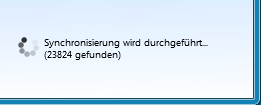 Synchronisierung wird durchgeführt...
(23824 gefunden)